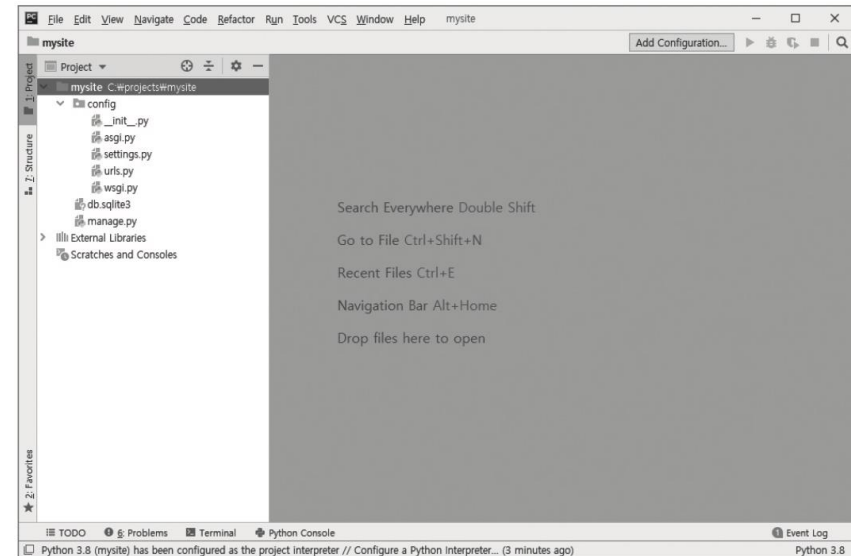 PC File Edit View Navigate Code Refactor Run Tools VCS Window Help mysite
mysite
Add Configuration...
1: Project
Project
mysite C:₩projects₩mysite
config
__init__.py
asgi.py
settings.py
urls.py
wsgi.py
db.sqlite3
manage.py
External Libraries
Scratches and Consoles
7: Structure
2: Favorites
Search Everywhere Double Shift
Go to File Ctrl+Shift+N
Recent Files Ctrl+E
Navigation Bar Alt+Home
Drop files here to open
TODO 6: Problems Terminal Python Console
1 Event Log
Python 3.8 (mysite) has been configured as the project interpreter // Configure a Python Interpreter... (3 minutes ago)
Python 3.8